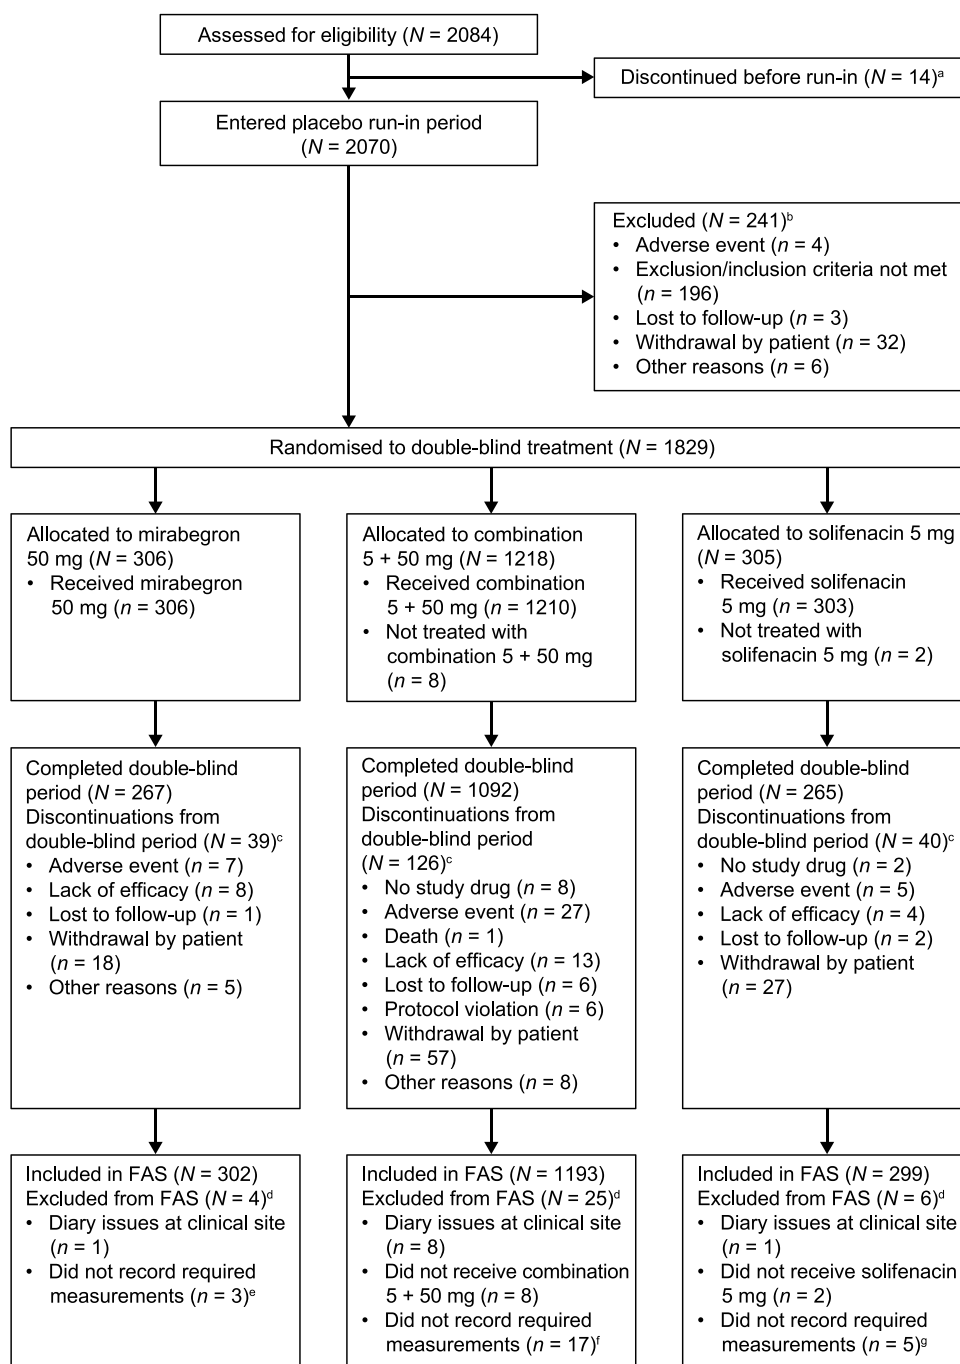 Assessed for eligibility (N = 2084)
Discontinued before run-in (N = 14)a
Entered placebo run-in period
(N = 2070)
Excluded (N = 241)b
• Adverse event (n = 4)
• Exclusion/inclusion criteria not met
(n = 196)
• Lost to follow-up (n = 3)
• Withdrawal by patient (n = 32)
• Other reasons (n = 6)
Randomised to double-blind treatment (N = 1829)
Allocated to mirabegron
50 mg (N = 306)
• Received mirabegron
50 mg (n = 306)
Allocated to combination
5 + 50 mg (N = 1218)
• Received combination
5 + 50 mg (n = 1210)
• Not treated with
combination 5 + 50 mg
(n = 8)
Allocated to solifenacin 5 mg
(N = 305)
• Received solifenacin
5 mg (n = 303)
• Not treated with
solifenacin 5 mg (n = 2)
Completed double-blind
period (N = 267)
Discontinuations from
double-blind period (N = 39)c
• Adverse event (n = 7)
• Lack of efficacy (n = 8)
• Lost to follow-up (n = 1)
• Withdrawal by patient
(n = 18)
• Other reasons (n = 5)
Completed double-blind
period (N = 1092)
Discontinuations from
double-blind period
(N = 126)c
• No study drug (n = 8)
• Adverse event (n = 27)
• Death (n = 1)
• Lack of efficacy (n = 13)
• Lost to follow-up (n = 6)
• Protocol violation (n = 6)
• Withdrawal by patient
(n = 57)
• Other reasons (n = 8)
Completed double-blind
period (N = 265)
Discontinuations from
double-blind period (N = 40)c
• No study drug (n = 2)
• Adverse event (n = 5)
• Lack of efficacy (n = 4)
• Lost to follow-up (n = 2)
• Withdrawal by patient
(n = 27)
Included in FAS (N = 302)
Excluded from FAS (N = 4)d
• Diary issues at clinical site
(n = 1)
• Did not record required
measurements (n = 3)e
Included in FAS (N = 1193)
Excluded from FAS (N = 25)d
• Diary issues at clinical site
(n = 8)
• Did not receive combination
5 + 50 mg (n = 8)
• Did not record required
measurements (n = 17)f
Included in FAS (N = 299)
Excluded from FAS (N = 6)d
• Diary issues at clinical site
(n = 1)
• Did not receive solifenacin
5 mg (n = 2)
• Did not record required
measurements (n = 5)g